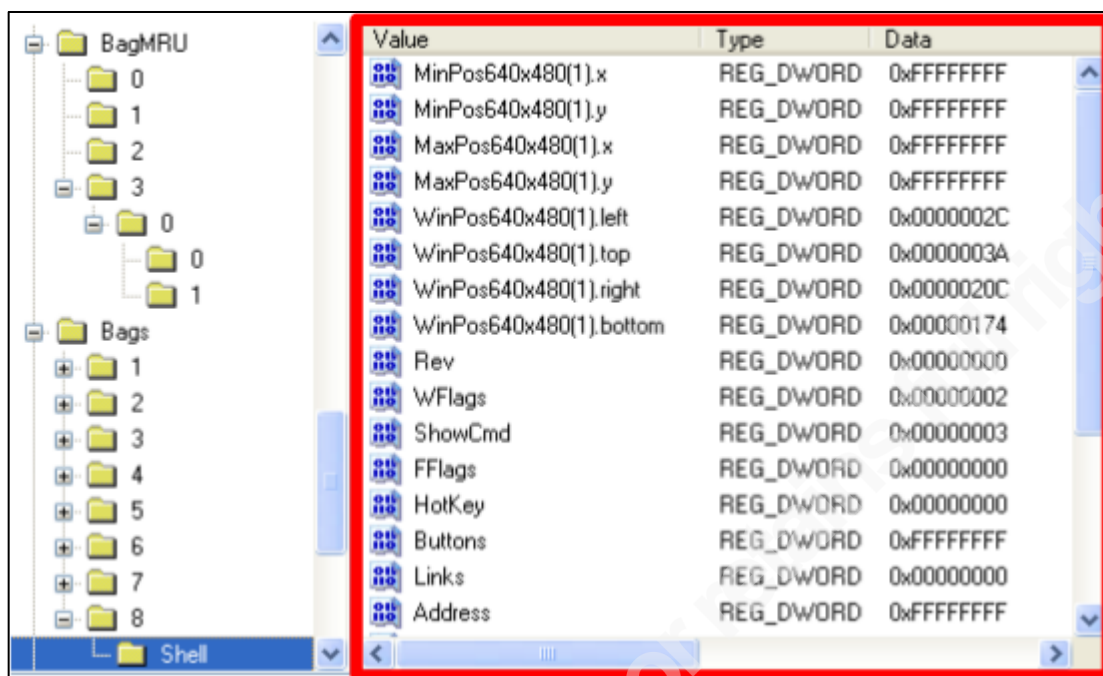 BagMRU
0
1
2
3
0
0
1
Bags
1
2
3
4
5
6
7
8
Shell
Value Type Data
MinPos640x480(1).x REG_DWORD 0xFFFFFFFF
MinPos640x480(1).y REG_DWORD 0xFFFFFFFF
MaxPos640x480(1).x REG_DWORD 0xFFFFFFFF
MaxPos640x480(1).y REG_DWORD 0xFFFFFFFF
WinPos640x480(1).left REG_DWORD 0x0000002C
WinPos640x480(1).top REG_DWORD 0x0000003A
WinPos640x480(1).right REG_DWORD 0x0000020C
WinPos640x480(1).bottom REG_DWORD 0x00000174
Rev REG_DWORD 0x00000000
WFlags REG_DWORD 0x00000002
ShowCmd REG_DWORD 0x00000003
FFlags REG_DWORD 0x00000000
HotKey REG_DWORD 0x00000000
Buttons REG_DWORD 0xFFFFFFFF
Links REG_DWORD 0x00000000
Address REG_DWORD 0xFFFFFFFF